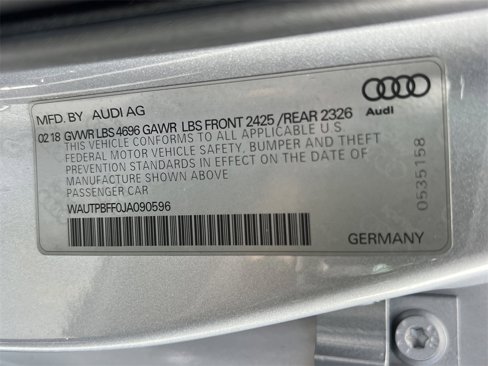 MFD. BY AUDI AG
02 18 GVWR LBS 4696 GAWR LBS FRONT 2425 /REAR 2326
THIS VEHICLE CONFORMS TO ALL APPLICABLE U S
FEDERAL MOTOR VEHICLE SAFETY, BUMPER AND THEFT
PREVENTION STANDARDS IN EFFECT ON THE DATE OF
MANUFACTURE SHOWN ABOVE
PASSENGER CAR
WAUTPBFF0JA090596
Audi
0535158
GERMANY